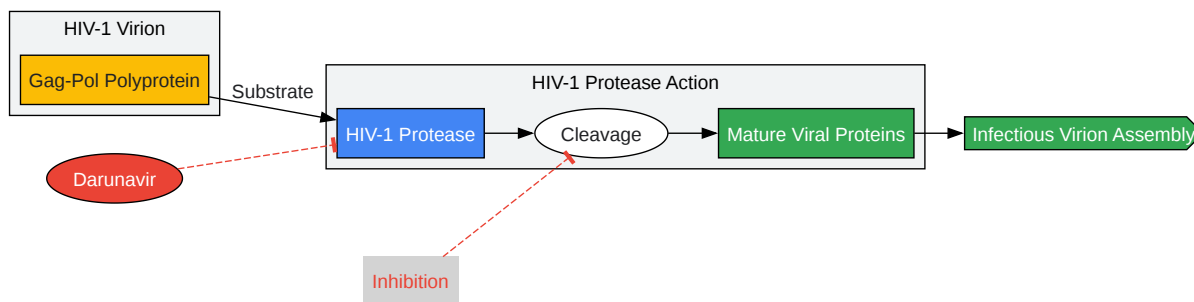 HIV-1 Virion
Gag-Pol Polyprotein
Substrate
HIV-1 Protease Action
HIV-1 Protease
Cleavage
Mature Viral Proteins
Infectious Virion Assembly
Darunavir
Inhibition